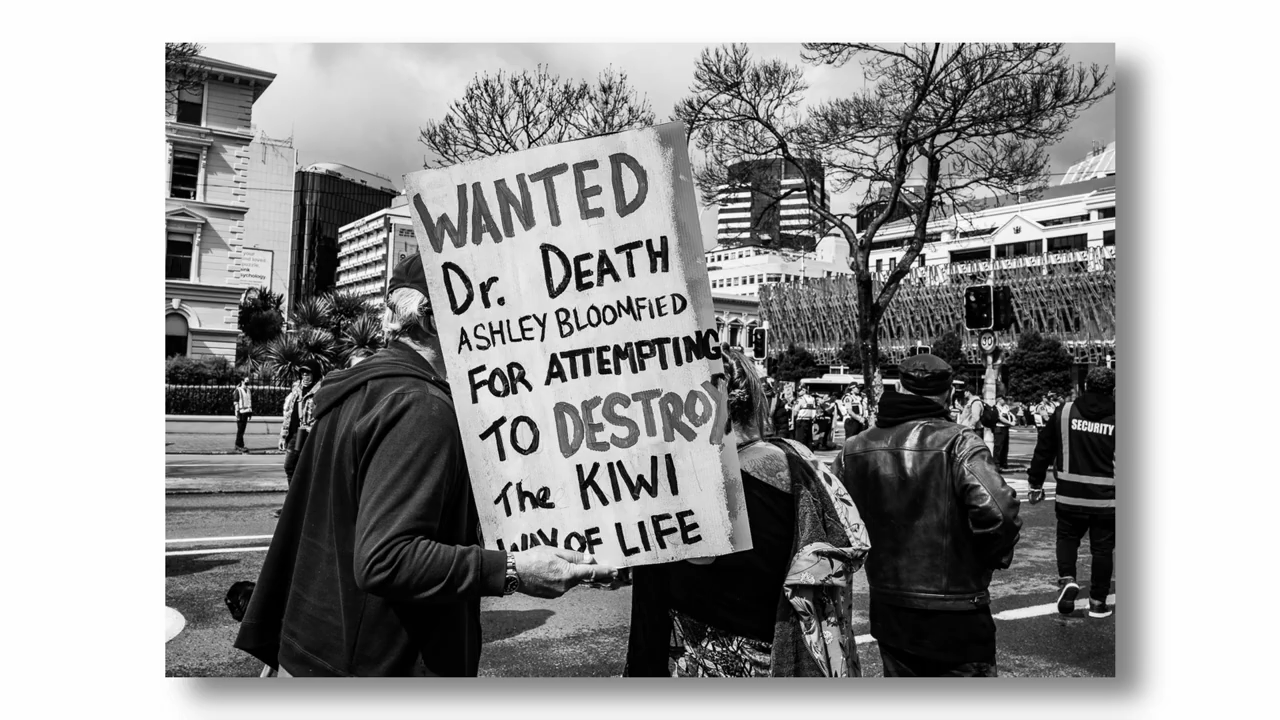 WANTED
Dr. DEATH
ASHLEY BLOOMFIED
FOR ATTEMPTING
TO DESTROY
The KIWI
WAY OF LIFE
SECURITY